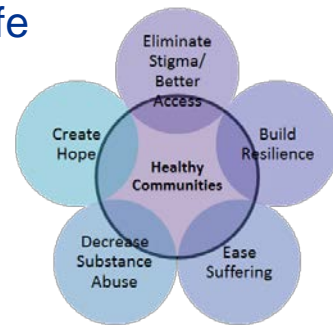 fe
Eliminate
Stigma/
Better
Access
Create
Hope
Build
Resilience
Healthy
Communities
Decrease
Substance
Abuse
Ease
Suffering